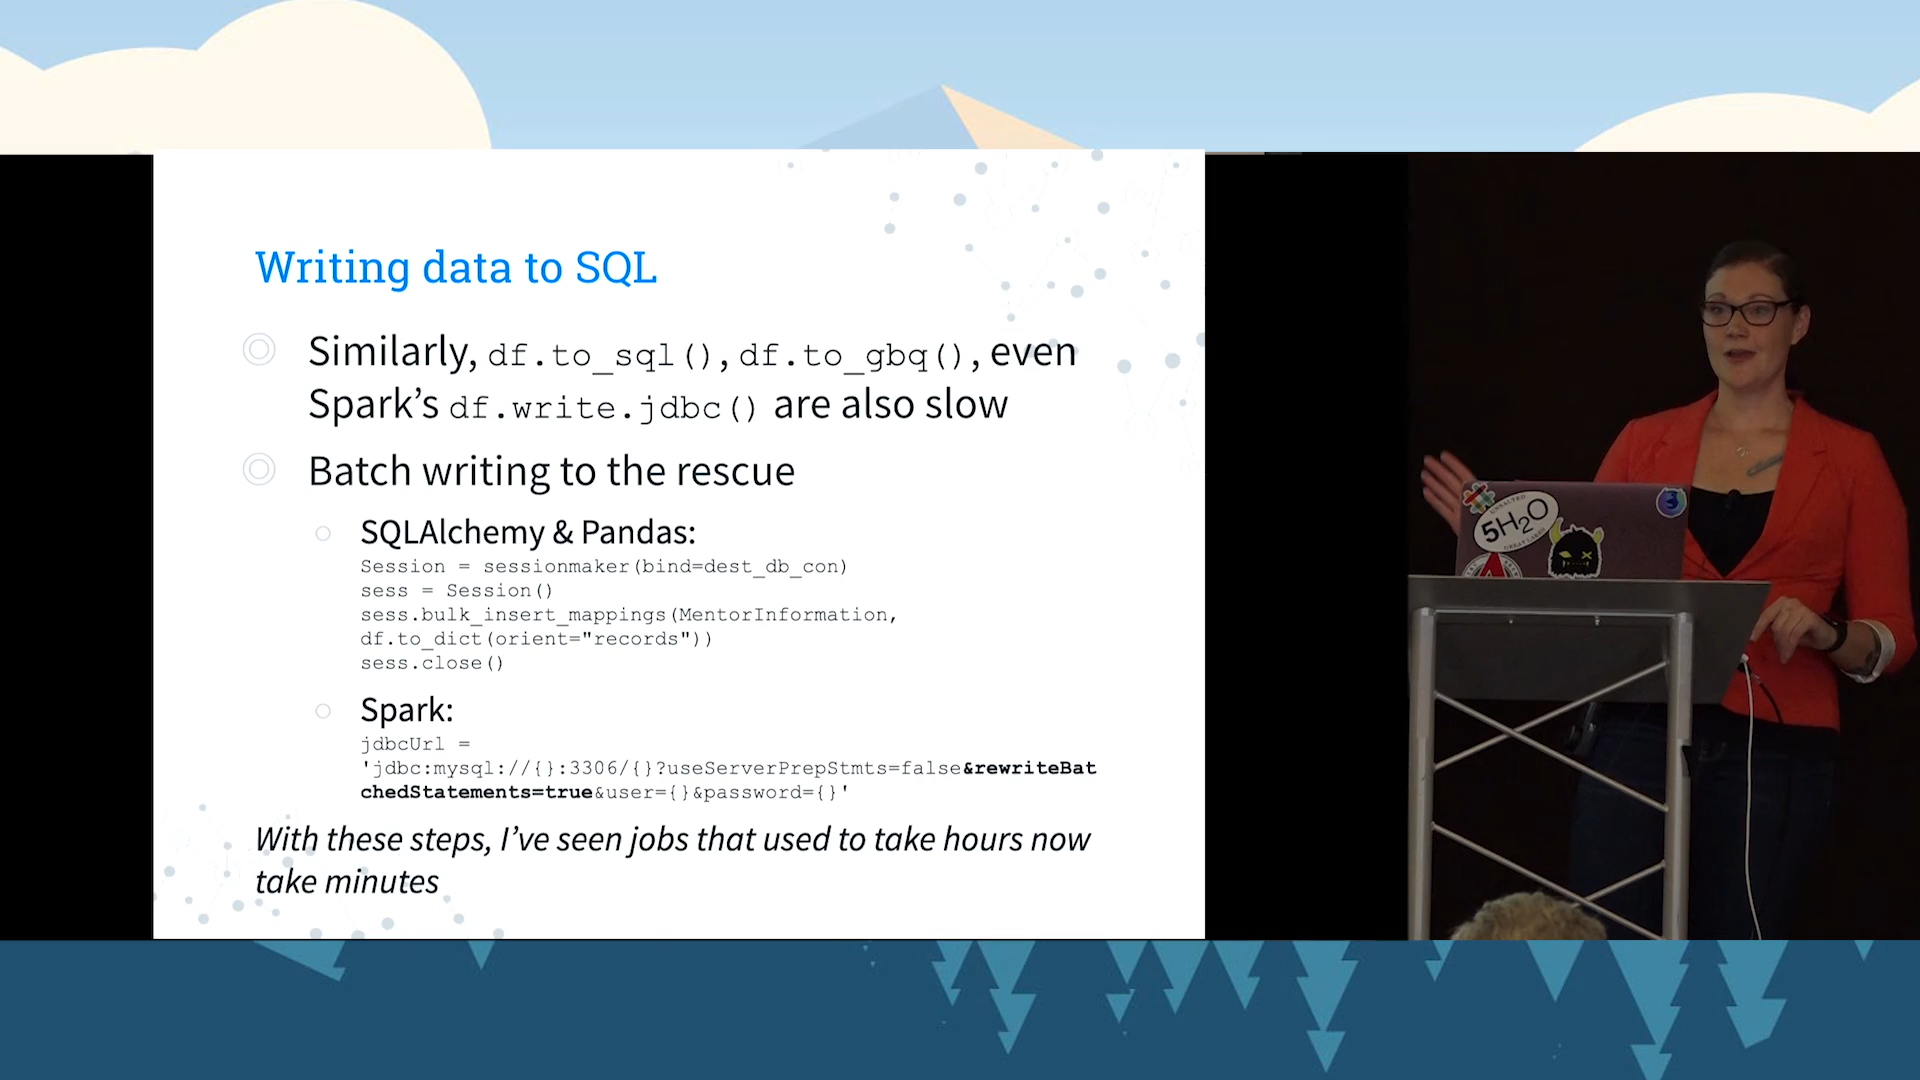 Writing data to SQL
Similarly, df.to_sql(), df.to_gbq(), even
Spark's df.write.jdbc() are also slow
Batch writing to the rescue
SQLAlchemy & Pandas:
Session = sessionmaker(bind=dest_db_con)
sess = Session()
sess.bulk_insert_mappings(MentorInformation,
df.to_dict(orient="records"))
sess.close()
Spark:
jdbcUrl =
'jdbc:mysql://{}:3306/{}?useServerPrepStmts=false&rewriteBat
chedStatements=true&user={}&password={}'
With these steps, I've seen jobs that used to take hours now
take minutes
UNSALTED
5H2O
GREAT LAKES